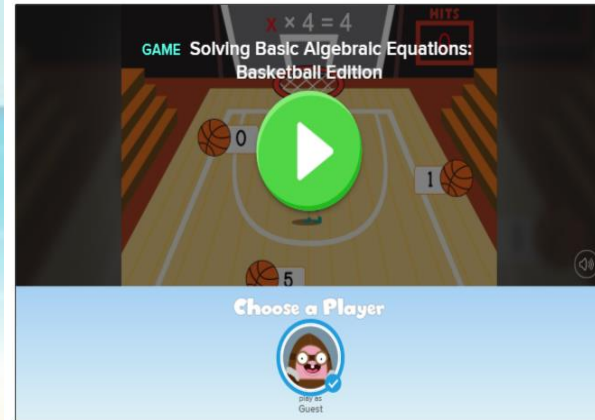 x × 4 = 4
HITS
0
GAME Solving Basic Algebraic Equations:
Basketball Edition
0
1
5
Choose a Player
play as
Guest